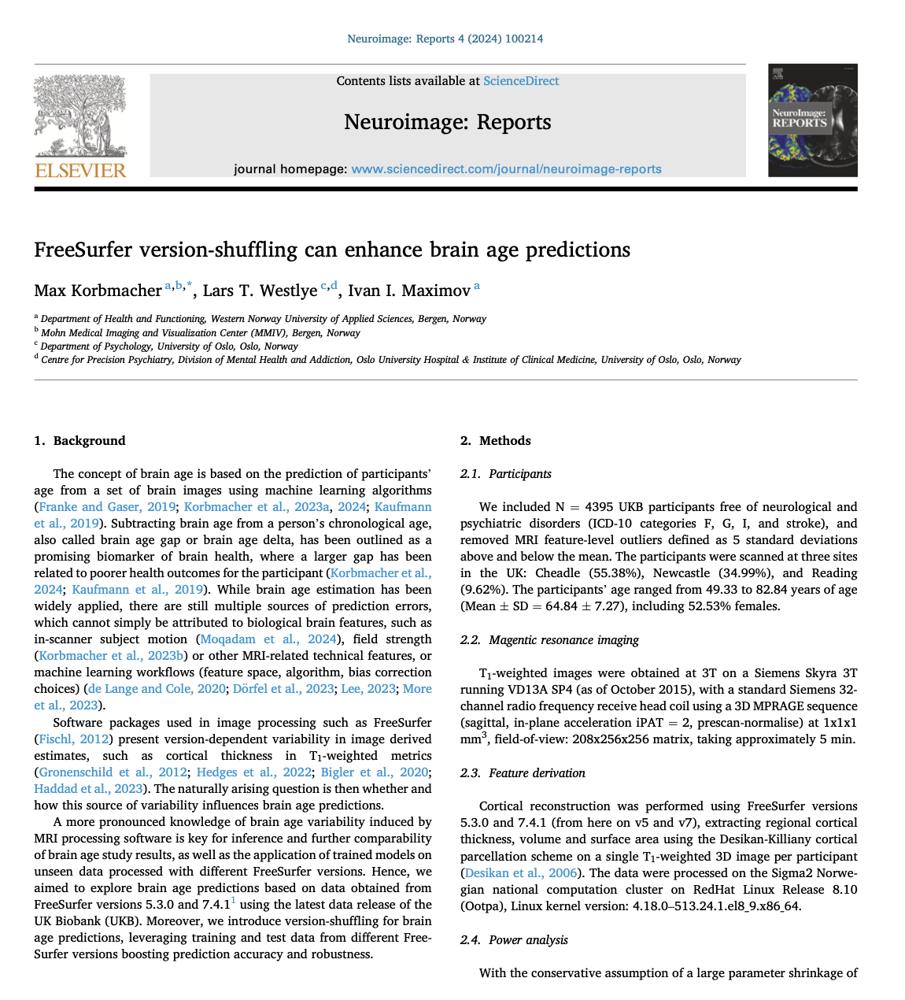 Neuroimage: Reports 4 (2024) 100214
Contents lists available at ScienceDirect
Neuroimage: Reports
journal homepage: www.sciencedirect.com/journal/neuroimage-reports
ELSEVIER
NeuroImage:
REPORTS
FreeSurfer version-shuffling can enhance brain age predictions
Max Korbmacher a,b,*, Lars T. Westlye c,d, Ivan I. Maximov a
a Department of Health and Functioning, Western Norway University of Applied Sciences, Bergen, Norway
b Mohn Medical Imaging and Visualization Center (MMIV), Bergen, Norway
c Department of Psychology, University of Oslo, Oslo, Norway
d Centre for Precision Psychiatry, Division of Mental Health and Addiction, Oslo University Hospital & Institute of Clinical Medicine, University of Oslo, Oslo, Norway
1. Background
The concept of brain age is based on the prediction of participants'
age from a set of brain images using machine learning algorithms
(Franke and Gaser, 2019; Korbmacher et al., 2023a, 2024; Kaufmann
et al., 2019). Subtracting brain age from a person's chronological age,
also called brain age gap or brain age delta, has been outlined as a
promising biomarker of brain health, where a larger gap has been
related to poorer health outcomes for the participant (Korbmacher et al.,
2024; Kaufmann et al., 2019). While brain age estimation has been
widely applied, there are still multiple sources of prediction errors,
which cannot simply be attributed to biological brain features, such as
in-scanner subject motion (Moqadam et al., 2024), field strength
(Korbmacher et al., 2023b) or other MRI-related technical features, or
machine learning workflows (feature space, algorithm, bias correction
choices) (de Lange and Cole, 2020; Dörfel et al., 2023; Lee, 2023; More
et al., 2023).
Software packages used in image processing such as FreeSurfer
(Fischl, 2012) present version-dependent variability in image derived
estimates, such as cortical thickness in T1-weighted metrics
(Gronenschild et al., 2012; Hedges et al., 2022; Bigler et al., 2020;
Haddad et al., 2023). The naturally arising question is then whether and
how this source of variability influences brain age predictions.
A more pronounced knowledge of brain age variability induced by
MRI processing software is key for inference and further comparability
of brain age study results, as well as the application of trained models on
unseen data processed with different FreeSurfer versions. Hence, we
aimed to explore brain age predictions based on data obtained from
FreeSurfer versions 5.3.0 and 7.4.1¹ using the latest data release of the
UK Biobank (UKB). Moreover, we introduce version-shuffling for brain
age predictions, leveraging training and test data from different Free-
Surfer versions boosting prediction accuracy and robustness.
2. Methods
2.1. Participants
We included N = 4395 UKB participants free of neurological and
psychiatric disorders (ICD-10 categories F, G, I, and stroke), and
removed MRI feature-level outliers defined as 5 standard deviations
above and below the mean. The participants were scanned at three sites
in the UK: Cheadle (55.38%), Newcastle (34.99%), and Reading
(9.62%). The participants' age ranged from 49.33 to 82.84 years of age
(Mean ± SD = 64.84 ± 7.27), including 52.53% females.
2.2. Magentic resonance imaging
T1-weighted images were obtained at 3T on a Siemens Skyra 3T
running VD13A SP4 (as of October 2015), with a standard Siemens 32-
channel radio frequency receive head coil using a 3D MPRAGE sequence
(sagittal, in-plane acceleration iPAT = 2, prescan-normalise) at 1x1x1
mm³, field-of-view: 208x256x256 matrix, taking approximately 5 min.
2.3. Feature derivation
Cortical reconstruction was performed using FreeSurfer versions
5.3.0 and 7.4.1 (from here on v5 and v7), extracting regional cortical
thickness, volume and surface area using the Desikan-Killiany cortical
parcellation scheme on a single T1-weighted 3D image per participant
(Desikan et al., 2006). The data were processed on the Sigma2 Norwe-
gian national computation cluster on RedHat Linux Release 8.10
(Ootpa), Linux kernel version: 4.18.0–513.24.1.el8_9.x86_64.
2.4. Power analysis
With the conservative assumption of a large parameter shrinkage of